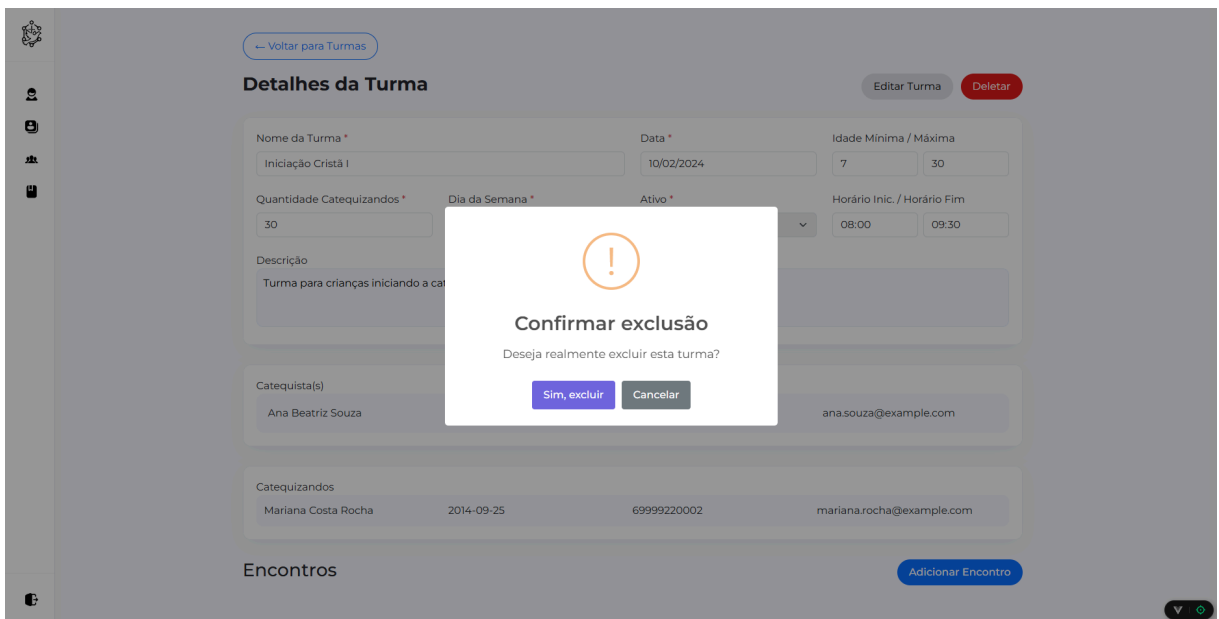 ← Voltar para Turmas
Detalhes da Turma
Editar Turma
Deletar
Nome da Turma *
Data *
Idade Mínima / Máxima
Iniciação Cristã I
10/02/2024
7
30
Quantidade Catequizandos *
Dia da Semana *
Ativo *
Horário Inic. / Horário Fim
30
08:00
09:30
Descrição
Turma para crianças iniciando a
!
Confirmar exclusão
Deseja realmente excluir esta turma?
Sim, excluir
Cancelar
Catequista(s)
Ana Beatriz Souza
ana.souza@example.com
Catequizandos
Mariana Costa Rocha
2014-09-25
69999220002
mariana.rocha@example.com
Encontros
Adicionar Encontro